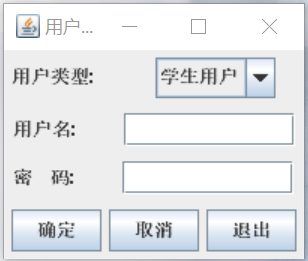 用户...
用户类型: 学生用户
用户名:
密 码:
确定 取消 退出